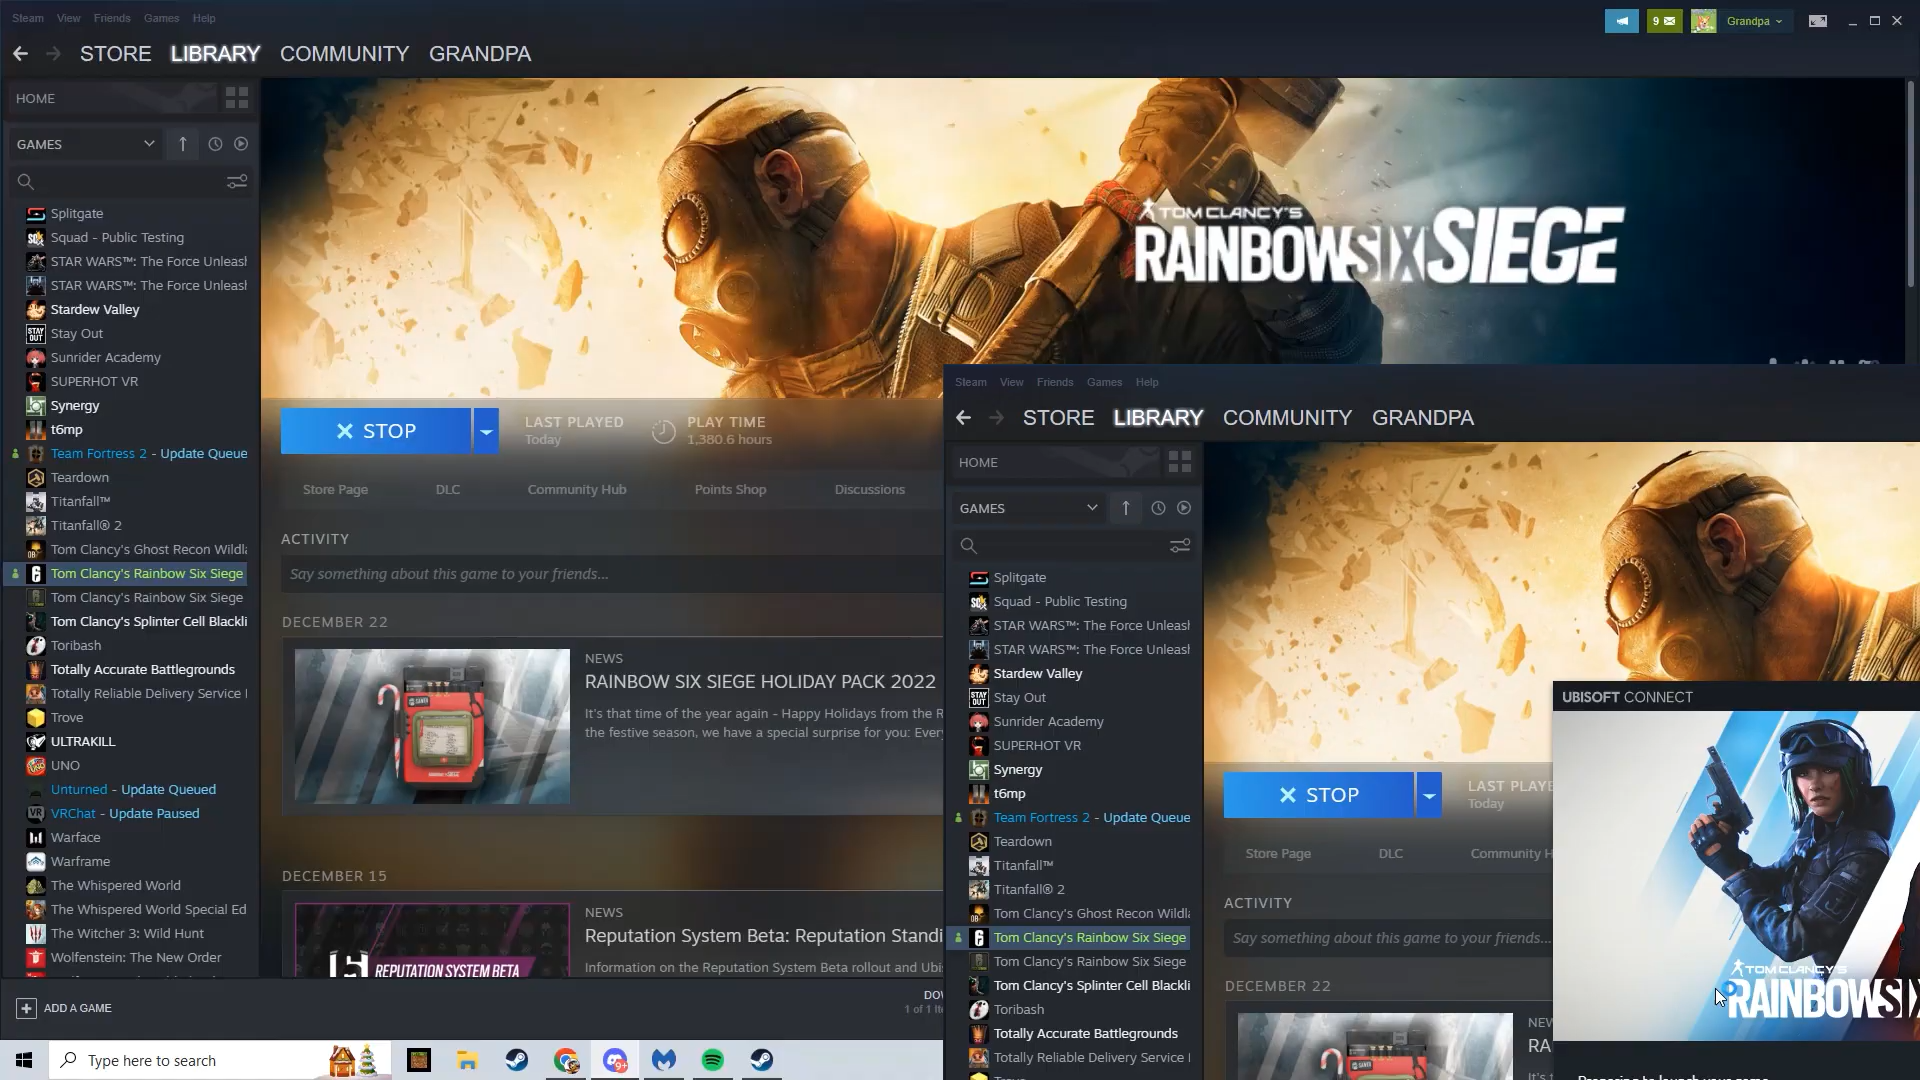 Steam View Friends Games Help
9
Grandpa
STORE LIBRARY COMMUNITY GRANDPA
HOME
GAMES
Splitgate
Squad - Public Testing
STAR WARS™: The Force Unleash
STAR WARS™: The Force Unleash
Stardew Valley
Stay Out
Sunrider Academy
SUPERHOT VR
Synergy
t6mp
Team Fortress 2 - Update Queue
Teardown
Titanfall™
Titanfall® 2
Tom Clancy's Ghost Recon Wildla
Tom Clancy's Rainbow Six Siege
Tom Clancy's Rainbow Six Siege
Tom Clancy's Splinter Cell Blackli
Toribash
Totally Accurate Battlegrounds
Totally Reliable Delivery Service
Trove
ULTRAKILL
UNO
Unturned - Update Queued
VRChat - Update Paused
Warface
Warframe
The Whispered World
The Whispered World Special Ed
The Witcher 3: Wild Hunt
Wolfenstein: The New Order
ADD A GAME
TOM CLANCY'S
RAINBOWSIX SIEGE
STOP
LAST PLAYED
Today
PLAY TIME
1,380.6 hours
Store Page DLC Community Hub Points Shop Discussions
ACTIVITY
Say something about this game to your friends...
DECEMBER 22
NEWS
RAINBOW SIX SIEGE HOLIDAY PACK 2022
It's that time of the year again - Happy Holidays from the R
the festive season, we have a special surprise for you: Every
DECEMBER 15
NEWS
Reputation System Beta: Reputation Standi
Information on the Reputation System Beta rollout and Ubi
REPUTATION SYSTEM BETA
DOW
1 of 1 Ite
Steam View Friends Games Help
STORE LIBRARY COMMUNITY GRANDPA
HOME
GAMES
Splitgate
Squad - Public Testing
STAR WARS™: The Force Unleash
STAR WARS™: The Force Unleash
Stardew Valley
Stay Out
Sunrider Academy
SUPERHOT VR
Synergy
t6mp
Team Fortress 2 - Update Queue
Teardown
Titanfall™
Titanfall® 2
Tom Clancy's Ghost Recon Wildla
Tom Clancy's Rainbow Six Siege
Tom Clancy's Rainbow Six Siege
Tom Clancy's Splinter Cell Blackli
Toribash
Totally Accurate Battlegrounds
Totally Reliable Delivery Service
STOP
LAST PLAYE
Today
Store Page DLC Community H
ACTIVITY
Say something about this game to your friends...
DECEMBER 22
NEW
RA
It's t
UBISOFT CONNECT
TOM CLANCY'S
RAINBOWSIX
Type here to search
9+